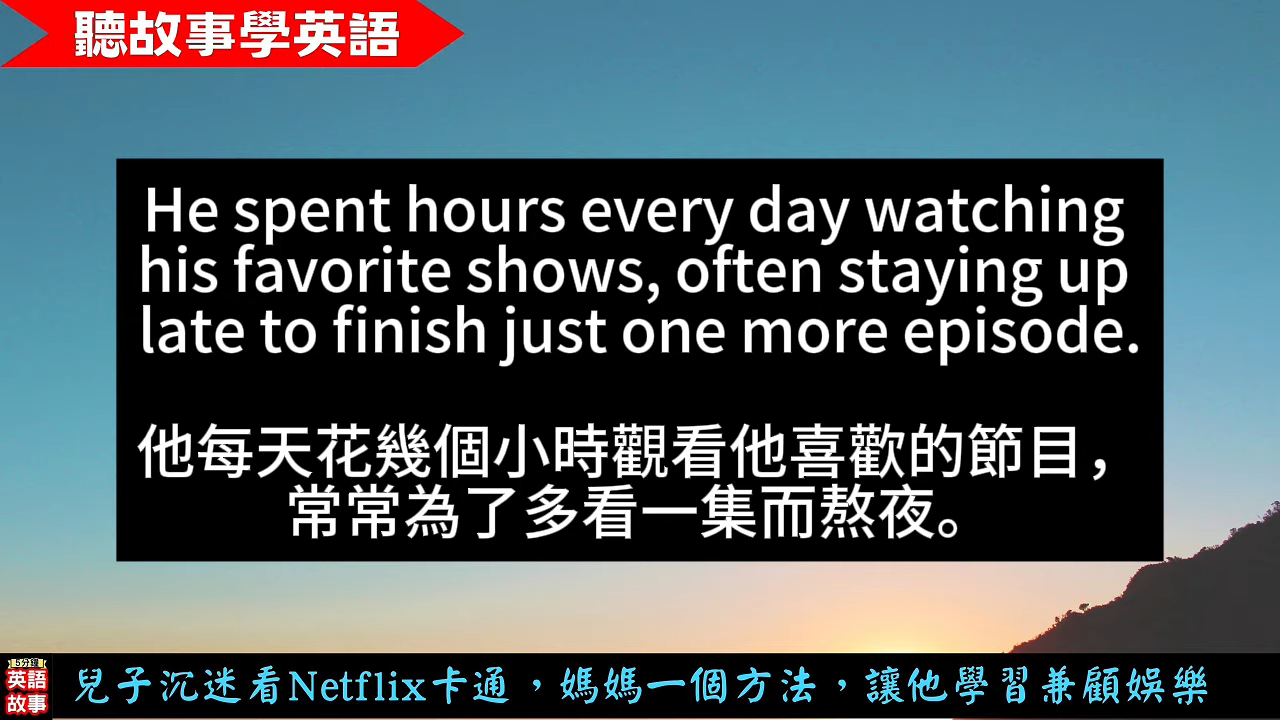 聽故事學英語
He spent hours every day watching
his favorite shows, often staying up
late to finish just one more episode.
他每天花幾個小時觀看他喜歡的節目，
常常為了多看一集而熬夜。
5分鐘
英語
故事
兒子沉迷看Netflix卡通，媽媽一個方法，讓他學習兼顧娛樂